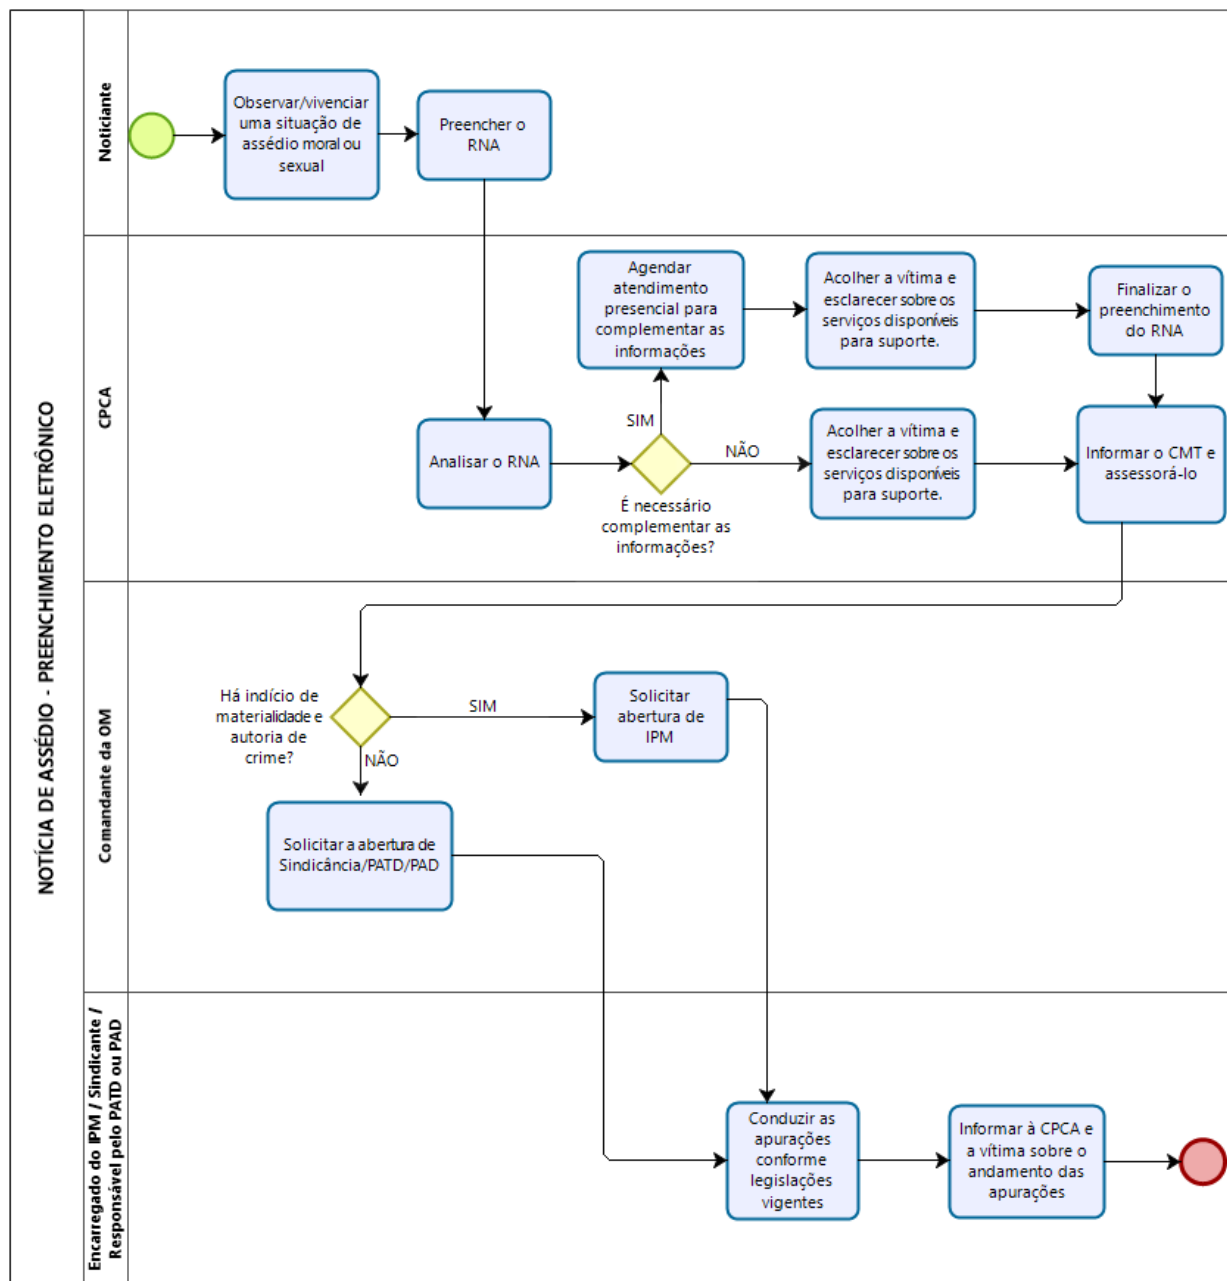 NOTÍCIA DE ASSÉDIO - PREENCHIMENTO ELETRÔNICO
Noticiante
Observar/vivenciar
uma situação de
assédio moral ou
sexual
Preencher o
RNA
CPCA
Agendar
atendimento
presencial para
complementar as
informações
Acolher a vítima e
esclarecer sobre os
serviços disponíveis
para suporte.
Finalizar o
preenchimento
do RNA
Analisar o RNA
SIM
NÃO
É necessário
complementar as
informações?
Acolher a vítima e
esclarecer sobre os
serviços disponíveis
para suporte.
Informar o CMT e
assessorá-lo
Comandante da OM
Há indício de
materialidade e
autoria de
crime?
SIM
NÃO
Solicitar
abertura de
IPM
Solicitar a abertura de
Sindicância/PATD/PAD
Encarregado do IPM / Sindicante /
Responsável pelo PATD ou PAD
Conduzir as
apurações
conforme
legislações
vigentes
Informar à CPCA e
a vítima sobre o
andamento das
apurações